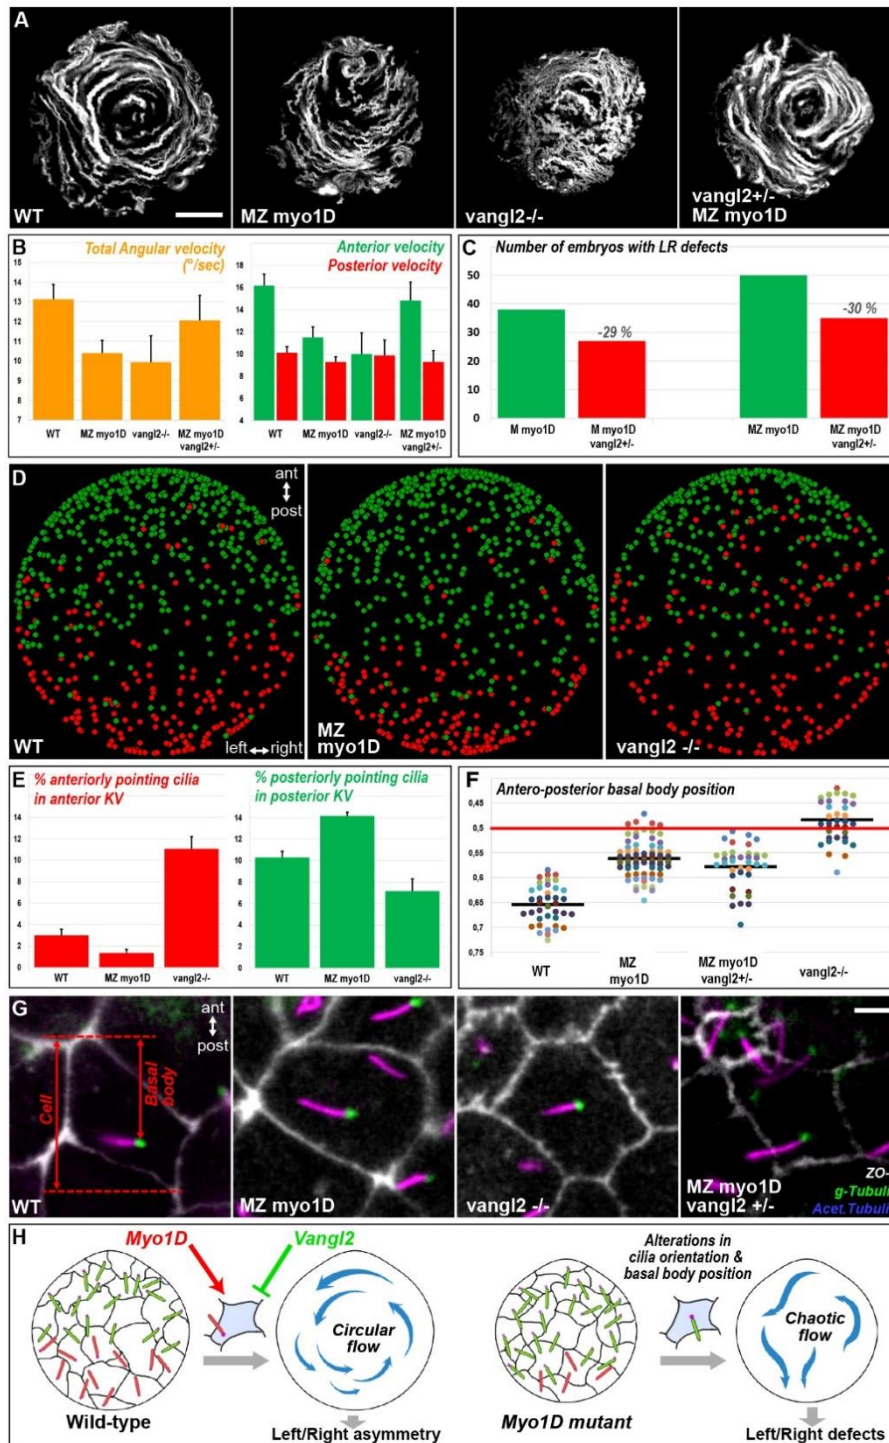 A
WT
MZ myo1D
vangl2-/-
vangl2+/-
MZ myo1D
B
Total Angular velocity
(°/sec)
14
13
12
11
10
9
8
7
WT
MZ myo1D
vangl2-/-
MZ myo1D
vangl2+/-
Anterior velocity
Posterior velocity
18
16
14
12
10
8
6
4
WT
MZ myo1D
vangl2-/-
MZ myo1D
vangl2+/-
C
Number of embryos with LR defects
50
40
30
20
10
0
-29 %
-30 %
M myo1D
M myo1D
vangl2+/-
MZ myo1D
MZ myo1D
vangl2+/-
D
ant
post
WT
left
right
MZ
myo1D
vangl2 -/-
E
% anteriorly pointing cilia
in anterior KV
14
12
10
8
6
4
2
0
WT
MZ myo1D
vangl2-/-
% posteriorly pointing cilia
in posterior KV
14
12
10
8
6
4
2
0
WT
MZ myo1D
vangl2-/-
F
Antero-posterior basal body position
0,45
0,5
0,55
0,6
0,65
0,7
0,75
WT
MZ
myo1D
MZ myo1D
vangl2+/-
vangl2-/-
G
ant
post
Cell
Basal
body
WT
MZ myo1D
vangl2 -/-
MZ myo1D
vangl2 +/-
ZO-
g-Tubuli
Acet.Tubuli
H
Myo1D
Vangl2
Circular
flow
Wild-type
Left/Right asymmetry
Alterations in
cilia orientation &
basal body position
Chaotic
flow
Myo1D mutant
Left/Right defects